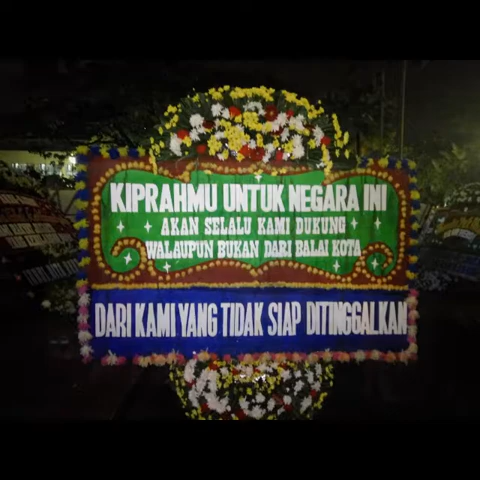 KIPRAHMU UNTUK NEGARA INI
AKAN SELALU KAMI DUKUNG
WALAUPUN BUKAN DARI BALAI KOTA
DARI KAMI YANG TIDAK SIAP DITINGGALKAN